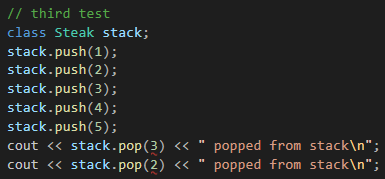 // third test
class Steak stack;
stack.push(1);
stack.push(2);
stack.push(3);
stack.push(4);
stack.push(5);
cout << stack.pop(3) << " popped from stack\n";
cout << stack.pop(2) << " popped from stack\n";